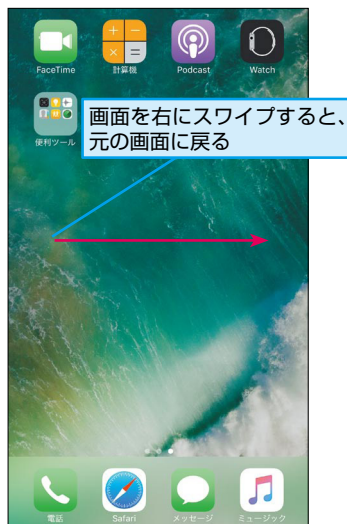 FaceTime
計算機
Podcast
Watch
便利ツール
画面を右にスワイプすると、
元の画面に戻る
電話
Safari
メッセージ
ミュージック